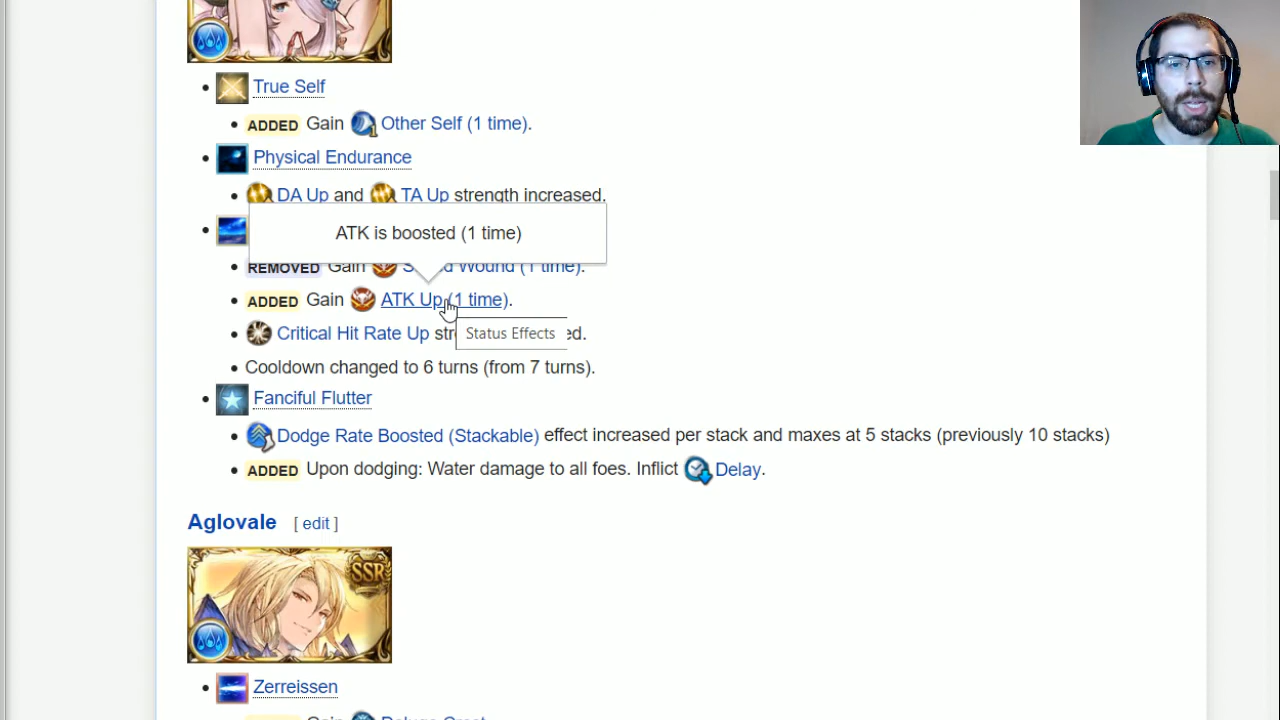 True Self
ADDED Gain Other Self (1 time).
Physical Endurance
DA Up and TA Up strength increased.
ATK is boosted (1 time)
REMOVED Gain Wound (1 time).
ADDED Gain ATK Up (1 time).
Critical Hit Rate Up
Status Effects
Cooldown changed to 6 turns (from 7 turns).
Fanciful Flutter
Dodge Rate Boosted (Stackable) effect increased per stack and maxes at 5 stacks (previously 10 stacks)
ADDED Upon dodging: Water damage to all foes. Inflict Delay.
Aglovale [ edit ]
SSR
Zerreissen